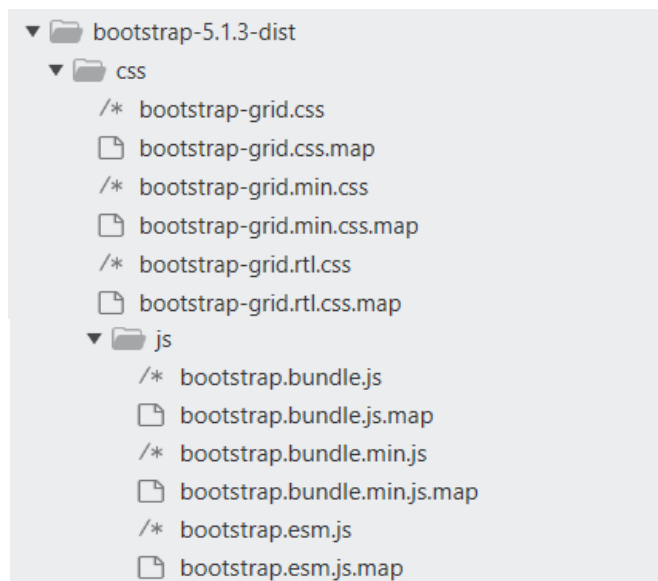 bootstrap-5.1.3-dist
css
/* bootstrap-grid.css
bootstrap-grid.css.map
/* bootstrap-grid.min.css
bootstrap-grid.min.css.map
/* bootstrap-grid.rtl.css
bootstrap-grid.rtl.css.map
js
/* bootstrap.bundle.js
bootstrap.bundle.js.map
/* bootstrap.bundle.min.js
bootstrap.bundle.min.js.map
/* bootstrap.esm.js
bootstrap.esm.js.map